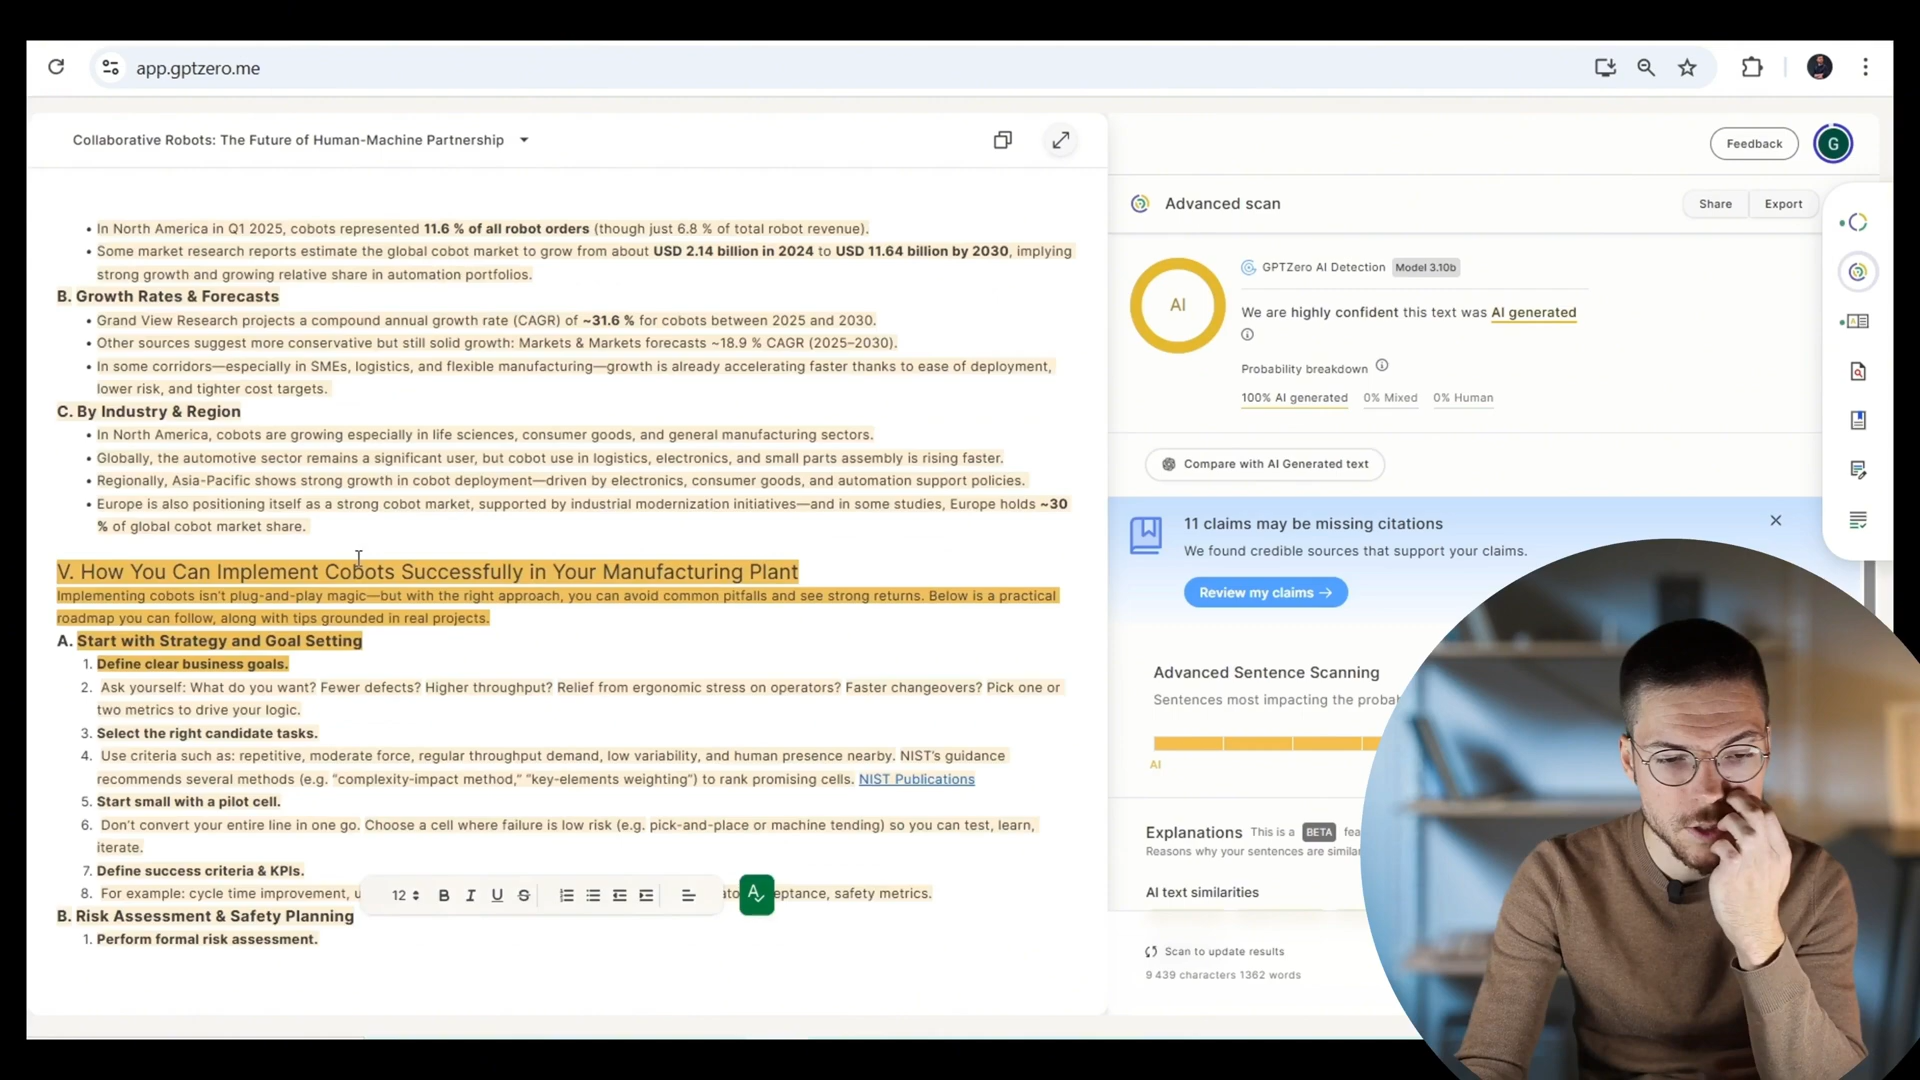 app.gptzero.me
Collaborative Robots: The Future of Human-Machine Partnership
Feedback
G
• In North America in Q1 2025, cobots represented 11.6 % of all robot orders (though just 6.8 % of total robot revenue).
• Some market research reports estimate the global cobot market to grow from about USD 2.14 billion in 2024 to USD 11.64 billion by 2030, implying
strong growth and growing relative share in automation portfolios.
B. Growth Rates & Forecasts
• Grand View Research projects a compound annual growth rate (CAGR) of ~31.6 % for cobots between 2025 and 2030.
• Other sources suggest more conservative but still solid growth: Markets & Markets forecasts ~18.9 % CAGR (2025–2030).
• In some corridors—especially in SMEs, logistics, and flexible manufacturing—growth is already accelerating faster thanks to ease of deployment,
lower risk, and tighter cost targets.
C. By Industry & Region
• In North America, cobots are growing especially in life sciences, consumer goods, and general manufacturing sectors.
• Globally, the automotive sector remains a significant user, but cobot use in logistics, electronics, and small parts assembly is rising faster.
• Regionally, Asia-Pacific shows strong growth in cobot deployment—driven by electronics, consumer goods, and automation support policies.
• Europe is also positioning itself as a strong cobot market, supported by industrial modernization initiatives—and in some studies, Europe holds ~30
% of global cobot market share.
V. How You Can Implement Cobots Successfully in Your Manufacturing Plant
Implementing cobots isn't plug-and-play magic—but with the right approach, you can avoid common pitfalls and see strong returns. Below is a practical
roadmap you can follow, along with tips grounded in real projects.
A. Start with Strategy and Goal Setting
1. Define clear business goals.
2. Ask yourself: What do you want? Fewer defects? Higher throughput? Relief from ergonomic stress on operators? Faster changeovers? Pick one or
two metrics to drive your logic.
3. Select the right candidate tasks.
4. Use criteria such as: repetitive, moderate force, regular throughput demand, low variability, and human presence nearby. NIST's guidance
recommends several methods (e.g. "complexity-impact method," "key-elements weighting") to rank promising cells. NIST Publications
5. Start small with a pilot cell.
6. Don't convert your entire line in one go. Choose a cell where failure is low risk (e.g. pick-and-place or machine tending) so you can test, learn,
iterate.
7. Define success criteria & KPIs.
8. For example: cycle time improvement, eptance, safety metrics.
12 B I U S
B. Risk Assessment & Safety Planning
1. Perform formal risk assessment.
Advanced scan
Share
Export
AI
GPTZero AI Detection Model 3.10b
We are highly confident this text was AI generated
Probability breakdown
100% AI generated 0% Mixed 0% Human
Compare with AI Generated text
11 claims may be missing citations
We found credible sources that support your claims.
Review my claims →
Advanced Sentence Scanning
Sentences most impacting the proba
AI
Explanations This is a BETA fea
Reasons why your sentences are simila
AI text similarities
Scan to update results
9 439 characters 1362 words